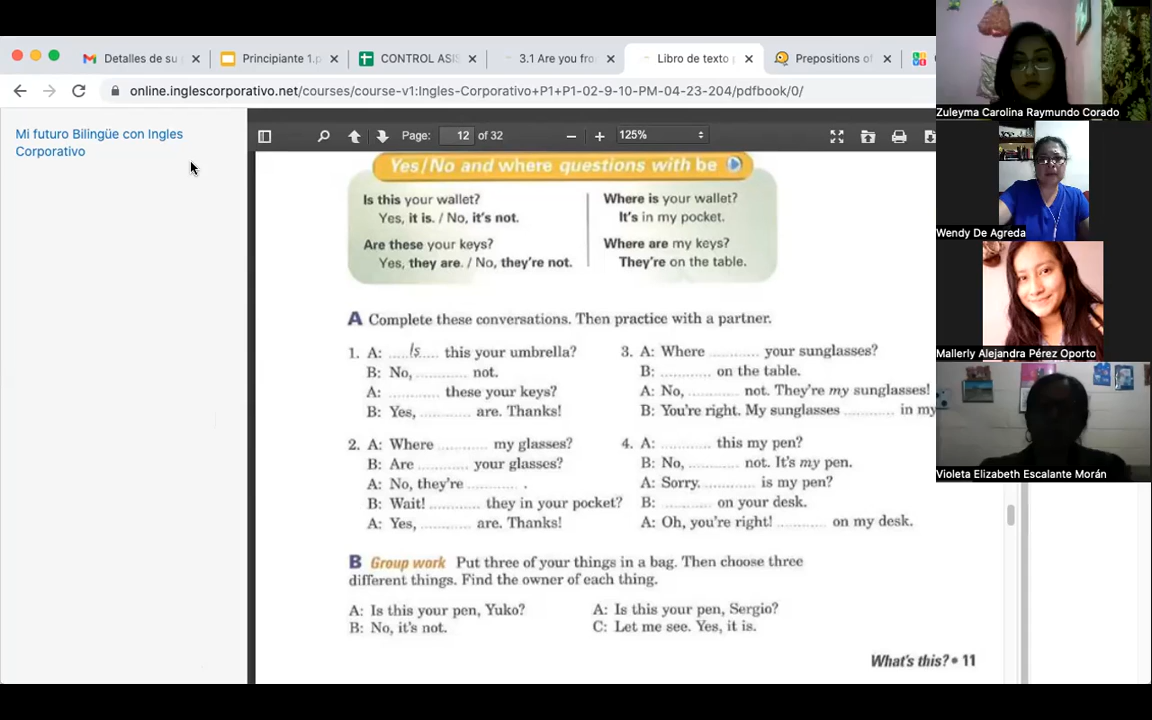 Detalles de su
Principiante 1.p
CONTROL ASIS
3.1 Are you fro
Libro de texto
Prepositions of
online.inglescorporativo.net/courses/course-v1:Ingles-Corporativo+P1+P1-02-9-10-PM-04-23-204/pdfbook/0/
Mi futuro Bilingüe con Ingles
Corporativo
Page: 12 of 32
125%
Yes/No and where questions with be
Is this your wallet?
Yes, it is. / No, it's not.
Are these your keys?
Yes, they are. / No, they're not.
Where is your wallet?
It's in my pocket.
Where are my keys?
They're on the table.
A Complete these conversations. Then practice with a partner.
1. A: ....Is.... this your umbrella?
B: No, ............ not.
A: ............ these your keys?
B: Yes, ............ are. Thanks!
2. A: Where ............ my glasses?
B: Are ............ your glasses?
A: No, they're ............ .
B: Wait! ............ they in your pocket?
A: Yes, ............ are. Thanks!
3. A: Where ............ your sunglasses?
B: ............ on the table.
A: No, ............ not. They're my sunglasses!
B: You're right. My sunglasses ............ in my
4. A: ............ this my pen?
B: No, ............ not. It's my pen.
A: Sorry. ............ is my pen?
B: ............ on your desk.
A: Oh, you're right! ............ on my desk.
B Group work Put three of your things in a bag. Then choose three
different things. Find the owner of each thing.
A: Is this your pen, Yuko?
B: No, it's not.
A: Is this your pen, Sergio?
C: Let me see. Yes, it is.
What's this? • 11
Zuleyma Carolina Raymundo Corado
Wendy De Agreda
Mallerly Alejandra Pérez Oporto
Violeta Elizabeth Escalante Morán